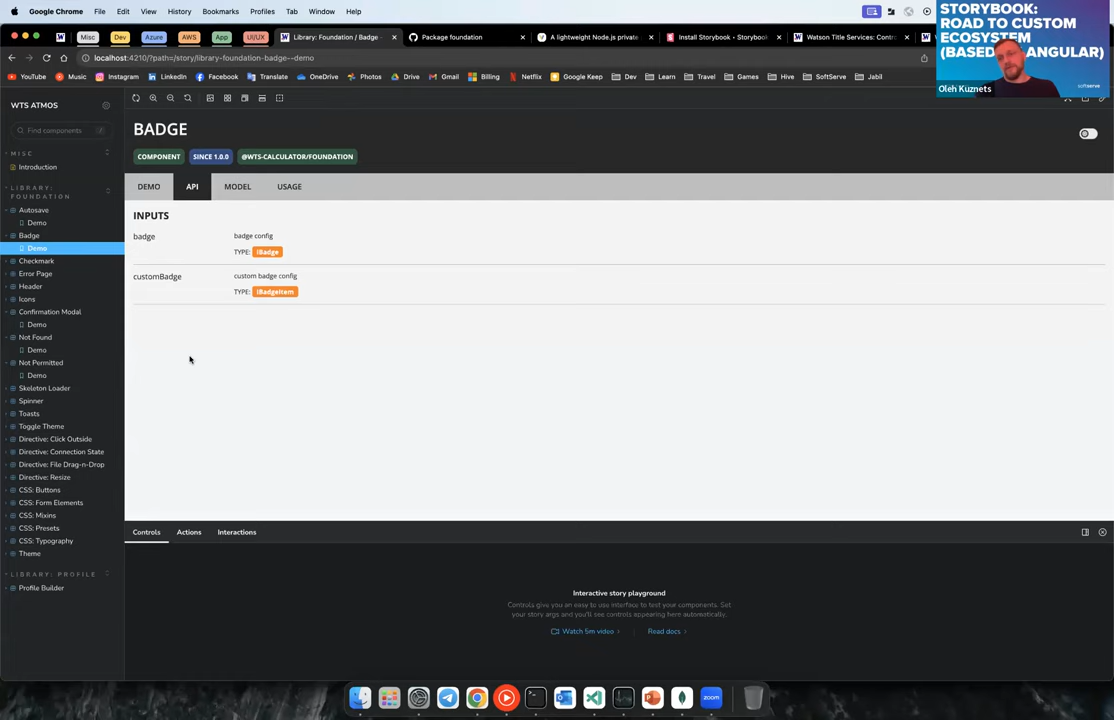 Google Chrome File Edit View History Bookmarks Profiles Tab Window Help
Misc Dev Azure AWS App UI/UX Library: Foundation / Badge - Package foundation A lightweight Node.js private Install Storybook • Storybook Watson Title Services: Contr
localhost:4210/?path=/story/library-foundation-badge--demo
YouTube Music Instagram LinkedIn Facebook Translate OneDrive Photos Drive Gmail Billing Netflix Google Keep Dev Learn Travel Games Hive SoftServe Jabil
STORYBOOK:
ROAD TO CUSTOM
ECOSYSTEM
(BASED
ANGULAR)
softserve
Oleh Kuznets
WTS ATMOS
Find components /
MISC
Introduction
LIBRARY:
FOUNDATION
Autosave
Demo
Badge
Demo
Checkmark
Error Page
Header
Icons
Confirmation Modal
Demo
Not Found
Demo
Not Permitted
Demo
Skeleton Loader
Spinner
Toasts
Toggle Theme
Directive: Click Outside
Directive: Connection State
Directive: File Drag-n-Drop
Directive: Resize
CSS: Buttons
CSS: Form Elements
CSS: Mixins
CSS: Presets
CSS: Typography
Theme
LIBRARY: PROFILE
Profile Builder
BADGE
COMPONENT SINCE 1.0.0 @WTS-CALCULATOR/FOUNDATION
DEMO API MODEL USAGE
INPUTS
badge badge config
TYPE: IBadge
customBadge custom badge config
TYPE: IBadgeItem
Controls Actions Interactions
Interactive story playground
Controls give you an easy to use interface to test your components. Set
your story args and you'll see controls appearing here automatically.
Watch 5m video Read docs
zoom